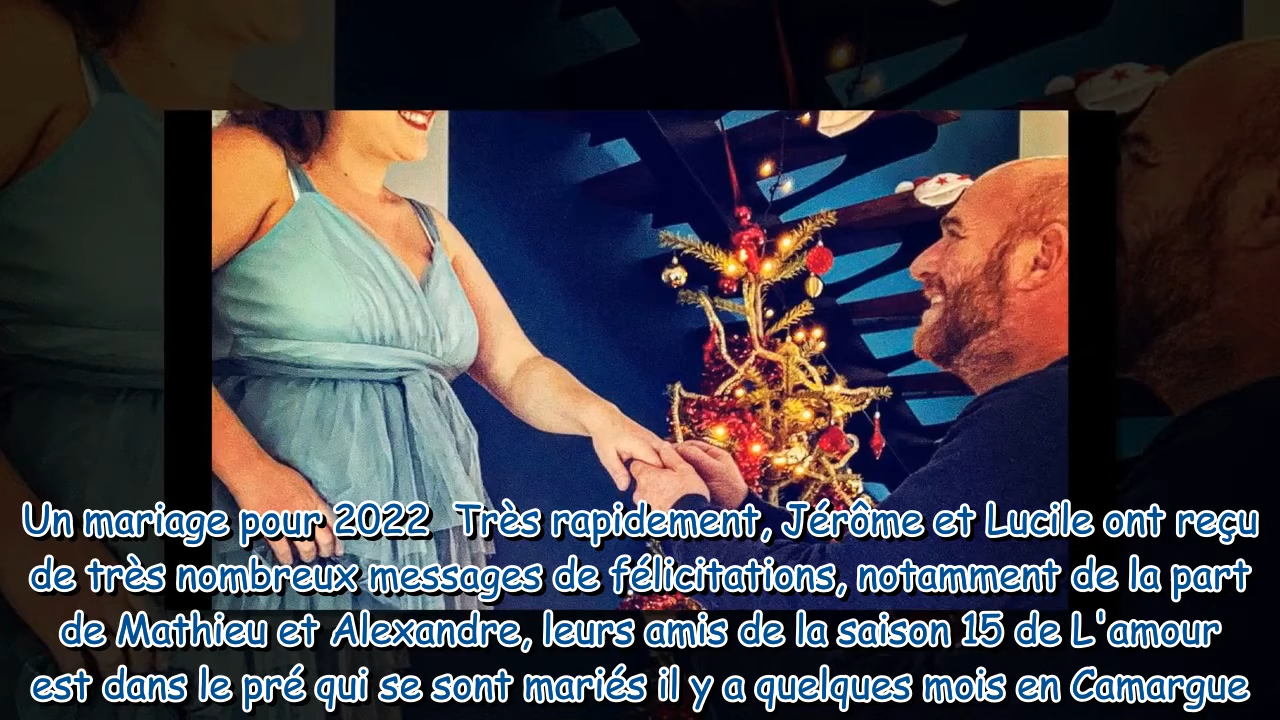 Un mariage pour 2022 Très rapidement, Jérôme et Lucile ont reçu
de très nombreux messages de félicitations, notamment de la part
de Mathieu et Alexandre, leurs amis de la saison 15 de L'amour
est dans le pré qui se sont mariés il y a quelques mois en Camargue